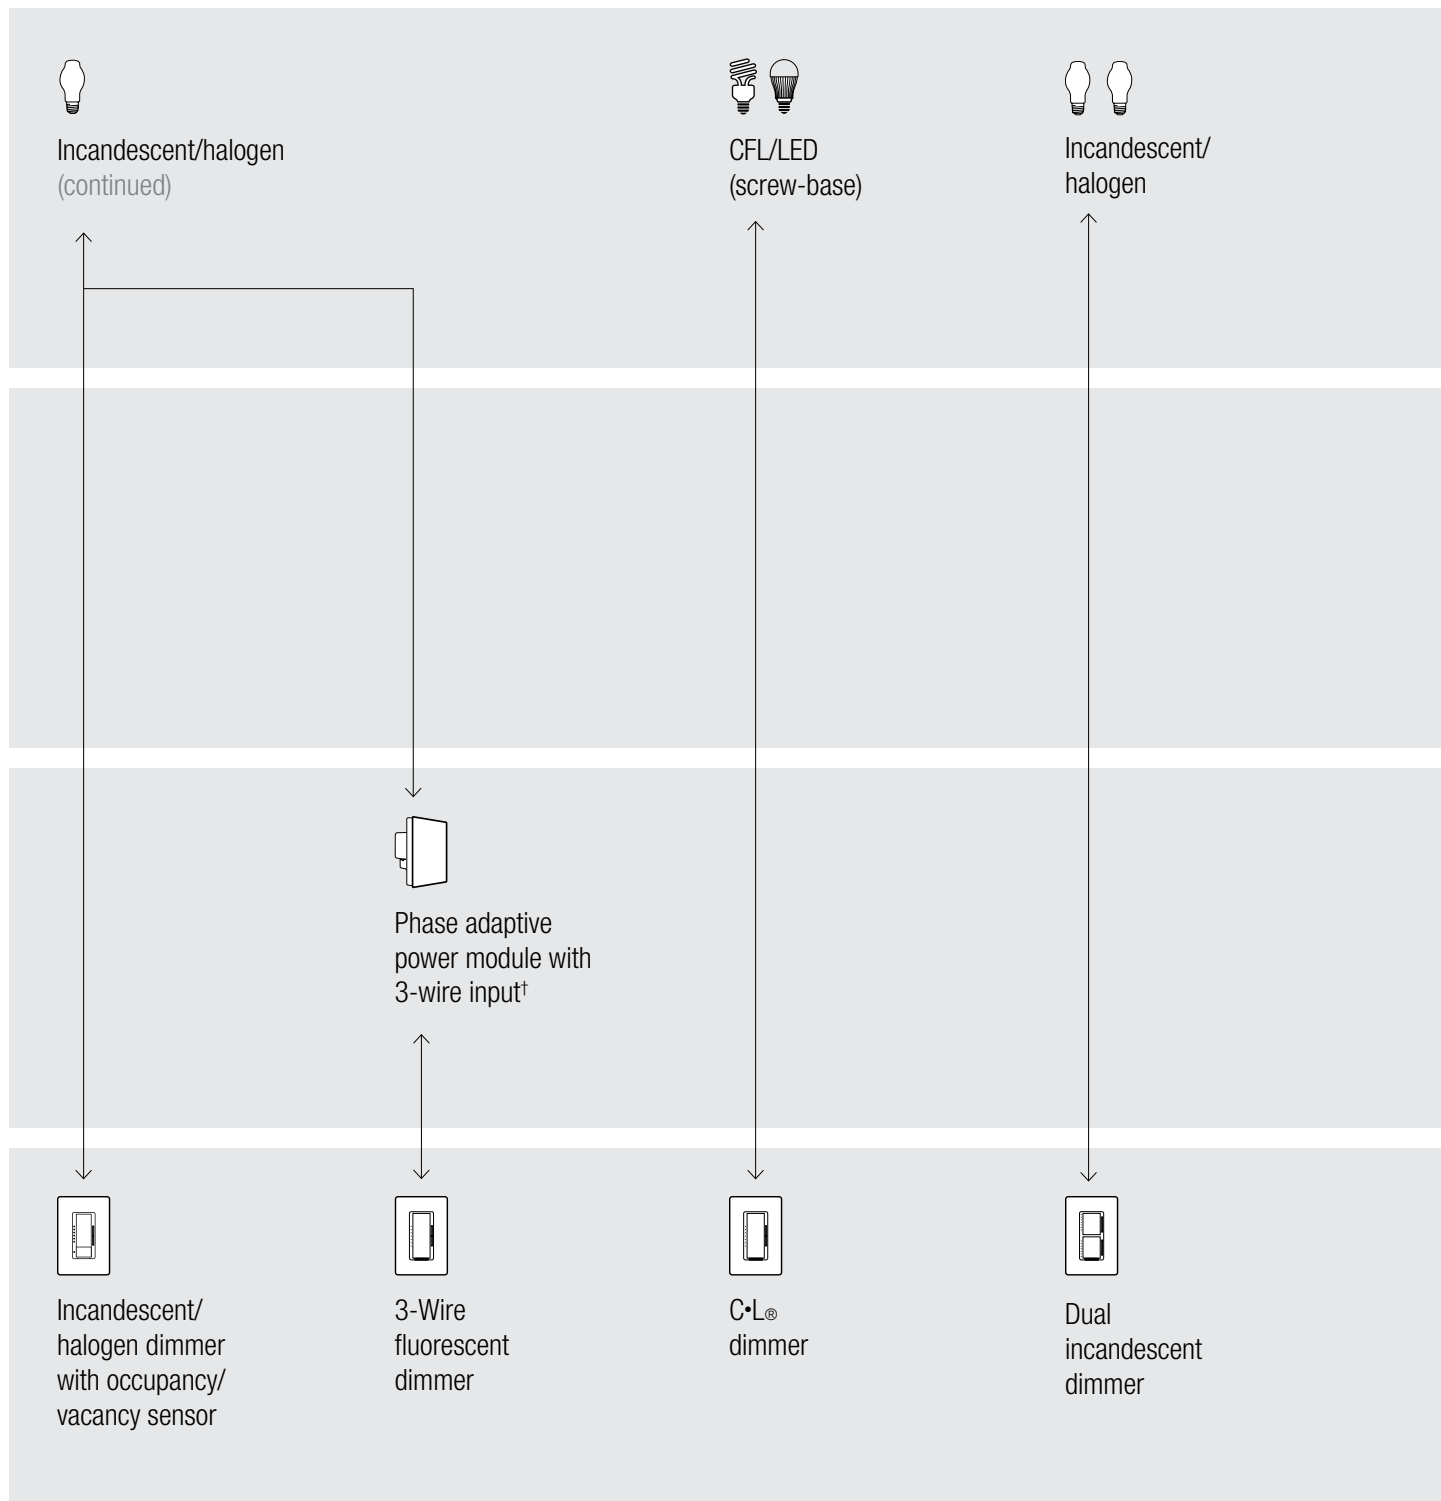 Incandescent/halogen
(continued)
CFL/LED
(screw-base)
Incandescent/
halogen
Phase adaptive
power module with
3-wire input†
Incandescent/
halogen dimmer
with occupancy/
vacancy sensor
3-Wire
fluorescent
dimmer
C•L®
dimmer
Dual
incandescent
dimmer